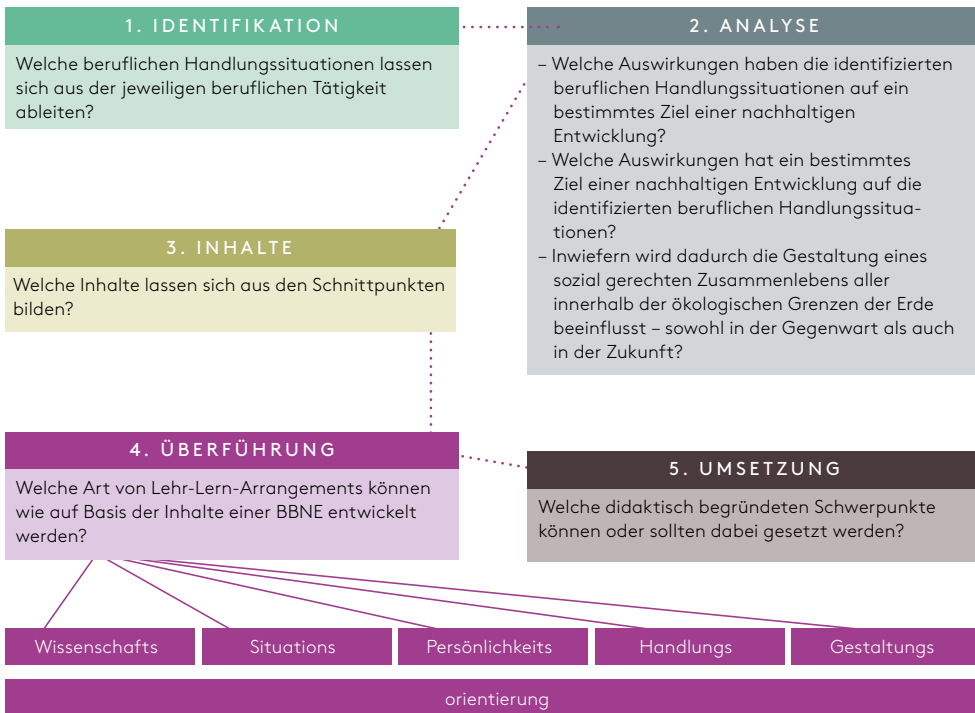 1. IDENTIFIKATION
Welche beruflichen Handlungssituationen lassen
sich aus der jeweiligen beruflichen Tätigkeit
ableiten?
2. ANALYSE
– Welche Auswirkungen haben die identifizierten
beruflichen Handlungssituationen auf ein
bestimmtes Ziel einer nachhaltigen
Entwicklung?
– Welche Auswirkungen hat ein bestimmtes
Ziel einer nachhaltigen Entwicklung auf die
identifizierten beruflichen Handlungssitua-
tionen?
– Inwiefern wird dadurch die Gestaltung eines
sozial gerechten Zusammenlebens aller
innerhalb der ökologischen Grenzen der Erde
beeinflusst – sowohl in der Gegenwart als auch
in der Zukunft?
3. INHALTE
Welche Inhalte lassen sich aus den Schnittpunkten
bilden?
4. ÜBERFÜHRUNG
Welche Art von Lehr-Lern-Arrangements können
wie auf Basis der Inhalte einer BBNE entwickelt
werden?
5. UMSETZUNG
Welche didaktisch begründeten Schwerpunkte
können oder sollten dabei gesetzt werden?
Wissenschafts
Situations
Persönlichkeits
Handlungs
Gestaltungs
orientierung